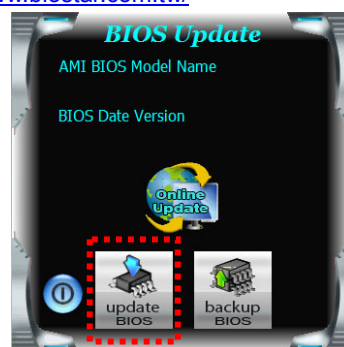 BIOS Update
AMI BIOS Model Name
BIOS Date Version
Online
Update
update
BIOS
backup
BIOS